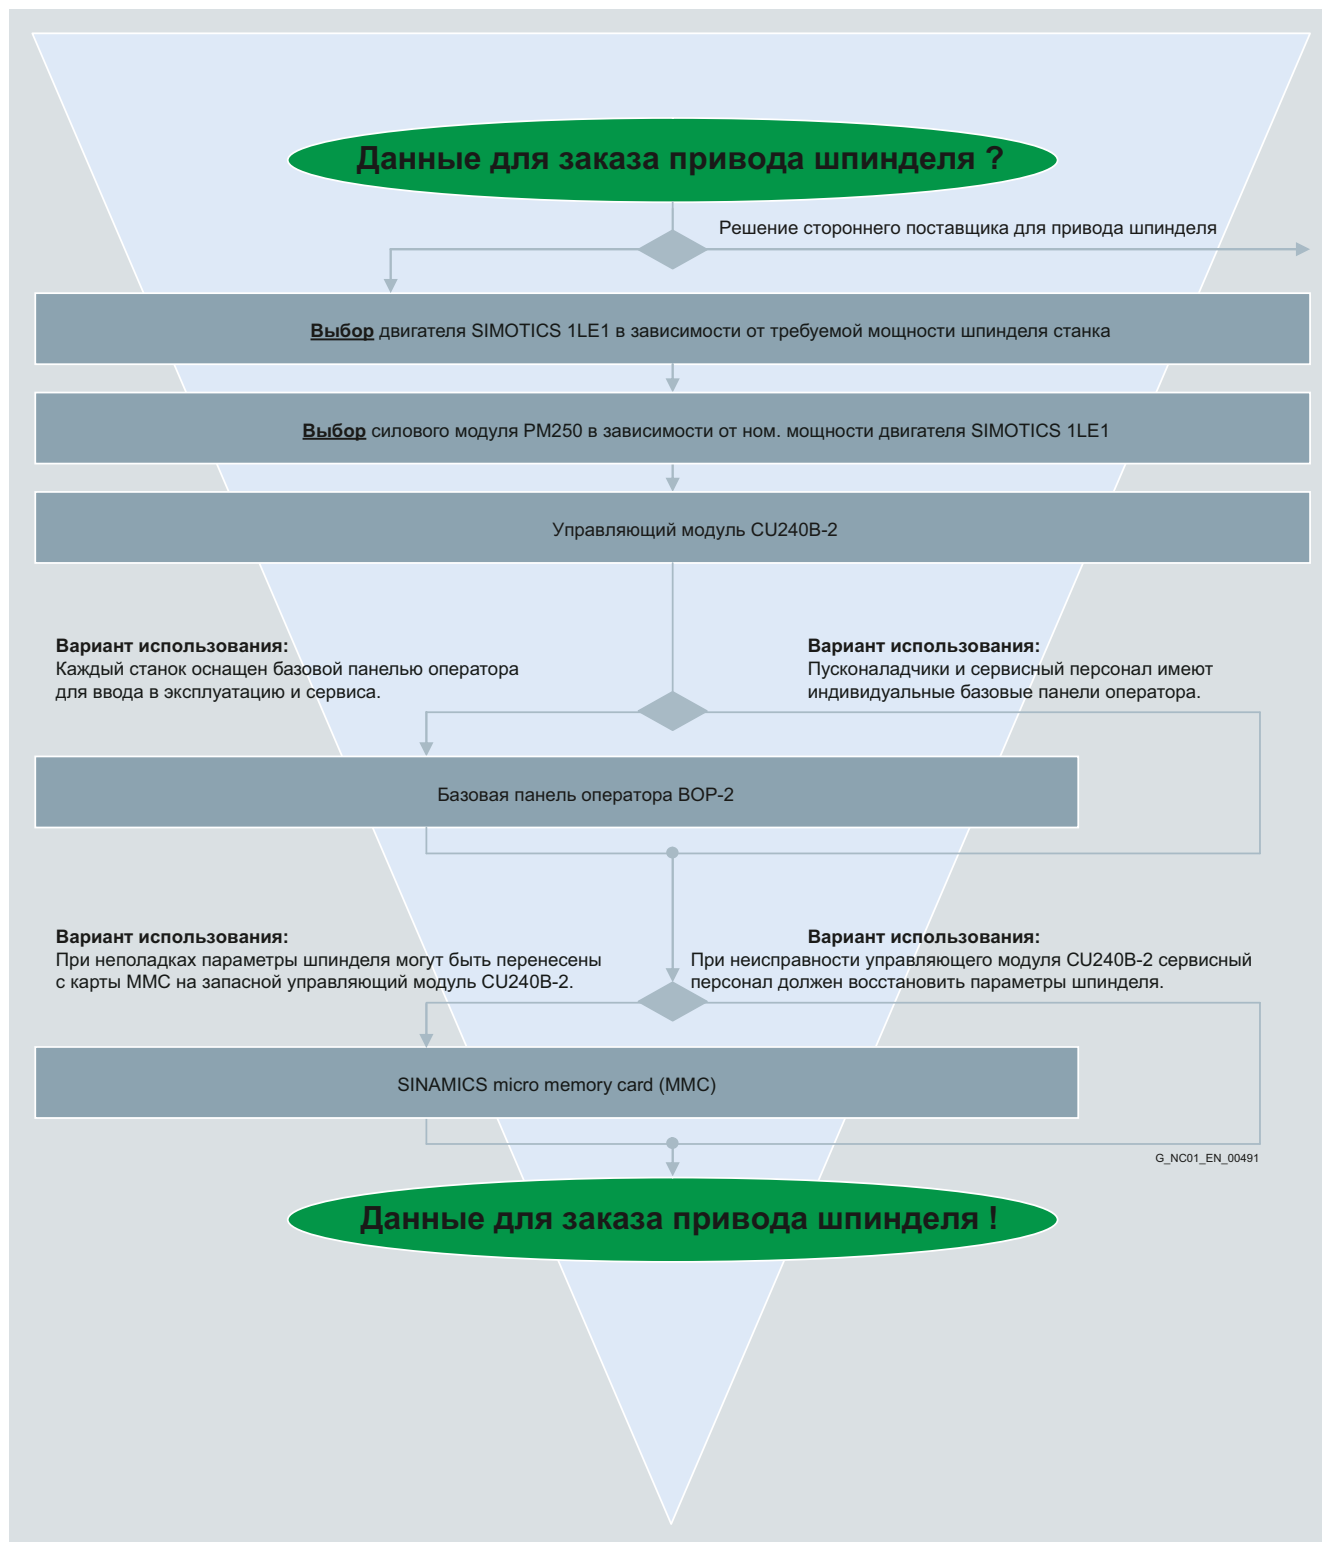 Данные для заказа привода шпинделя ?
Решение стороннего поставщика для привода шпинделя
Выбор двигателя SIMOTICS 1LE1 в зависимости от требуемой мощности шпинделя станка
Выбор силового модуля PM250 в зависимости от ном. мощности двигателя SIMOTICS 1LE1
Управляющий модуль CU240B-2
Вариант использования:
Каждый станок оснащен базовой панелью оператора
для ввода в эксплуатацию и сервиса.
Вариант использования:
Пусконаладчики и сервисный персонал имеют
индивидуальные базовые панели оператора.
Базовая панель оператора BOP-2
Вариант использования:
При неполадках параметры шпинделя могут быть перенесены
с карты MMC на запасной управляющий модуль CU240B-2.
Вариант использования:
При неисправности управляющего модуля CU240B-2 сервисный
персонал должен восстановить параметры шпинделя.
SINAMICS micro memory card (MMC)
G_NC01_EN_00491
Данные для заказа привода шпинделя !